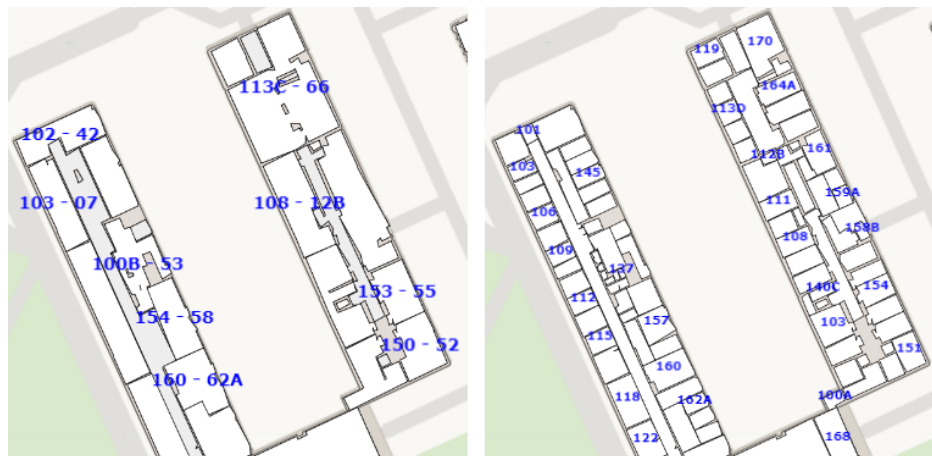 113C - 66
102 - 42
103 - 07
108 - 12B
100B - 53
153 - 55
154 - 58
150 - 52
160 - 62A
119
170
164A
113D
101
112B
161
103
145
159A
111
106
158B
108
109
137
140C
154
112
157
103
115
151
160
118
162A
100A
122
168